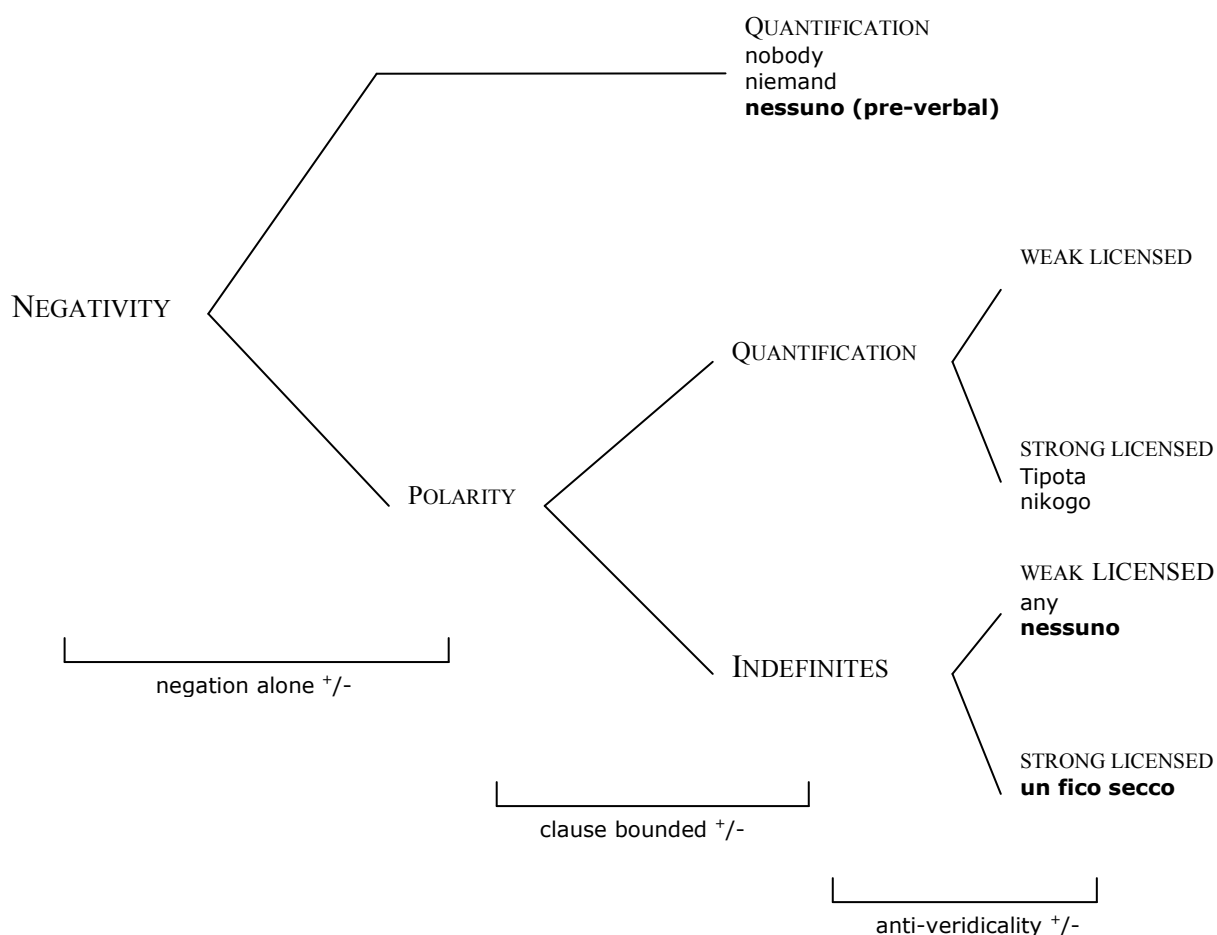 QUANTIFICATION
nobody
niemand
nessuno (pre-verbal)
WEAK LICENSED
NEGATIVITY
QUANTIFICATION
STRONG LICENSED
Tipota
nikogo
POLARITY
WEAK LICENSED
any
nessuno
INDEFINITES
negation alone +/-
STRONG LICENSED
un fico secco
clause bounded +/-
anti-veridicality +/-